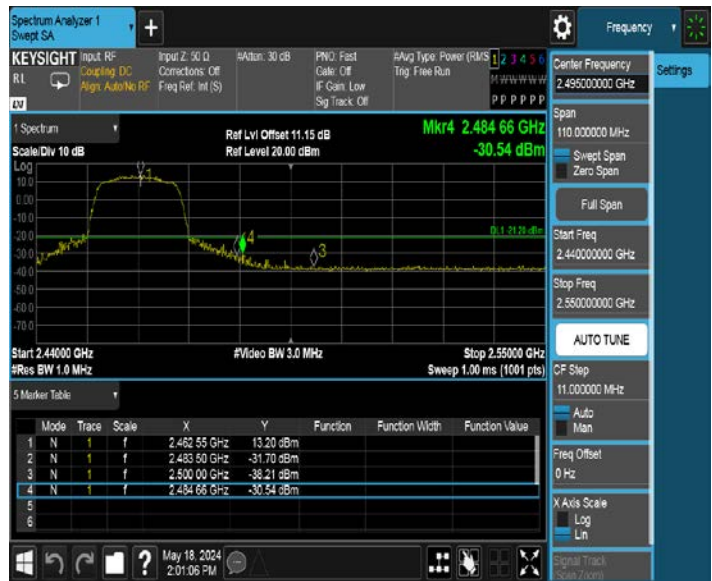 Spectrum Analyzer 1
Swept SA
+
Frequency
Settings
KEYSIGHT
RL
Input: RF
Coupling: DC
Align: Auto/No RF
Input Z: 50 Ω
Corrections: Off
Freq Ref: Int (S)
#Atten: 30 dB
PNO: Fast
Gate: Off
IF Gain: Low
Sig Track: Off
#Avg Type: Power (RMS
Trig: Free Run
1 2 3 4 5 6
M W W W W W
P P P P P P
1 Spectrum
Scale/Div 10 dB
Ref Lvl Offset 11.15 dB
Ref Level 20.00 dBm
Mkr4 2.484 66 GHz
-30.54 dBm
Log
10.0
0.00
-10.0
-20.0
-30.0
-40.0
-50.0
-60.0
-70.0
1
4
3
DL1 -21.20 dBm
Start 2.44000 GHz
#Res BW 1.0 MHz
#Video BW 3.0 MHz
Stop 2.55000 GHz
Sweep 1.00 ms (1001 pts)
5 Marker Table
Mode Trace Scale X Y Function Function Width Function Value
1 N 1 f 2.462 55 GHz 13.20 dBm
2 N 1 f 2.483 50 GHz -31.70 dBm
3 N 1 f 2.500 00 GHz -38.21 dBm
4 N 1 f 2.484 66 GHz -30.54 dBm
5
6
May 18, 2024
2:01:06 PM
Center Frequency
2.495000000 GHz
Span
110.000000 MHz
Swept Span
Zero Span
Full Span
Start Freq
2.440000000 GHz
Stop Freq
2.550000000 GHz
AUTO TUNE
CF Step
11.000000 MHz
Auto
Man
Freq Offset
0 Hz
X Axis Scale
Log
Lin
Signal Track
(Span Zoom)